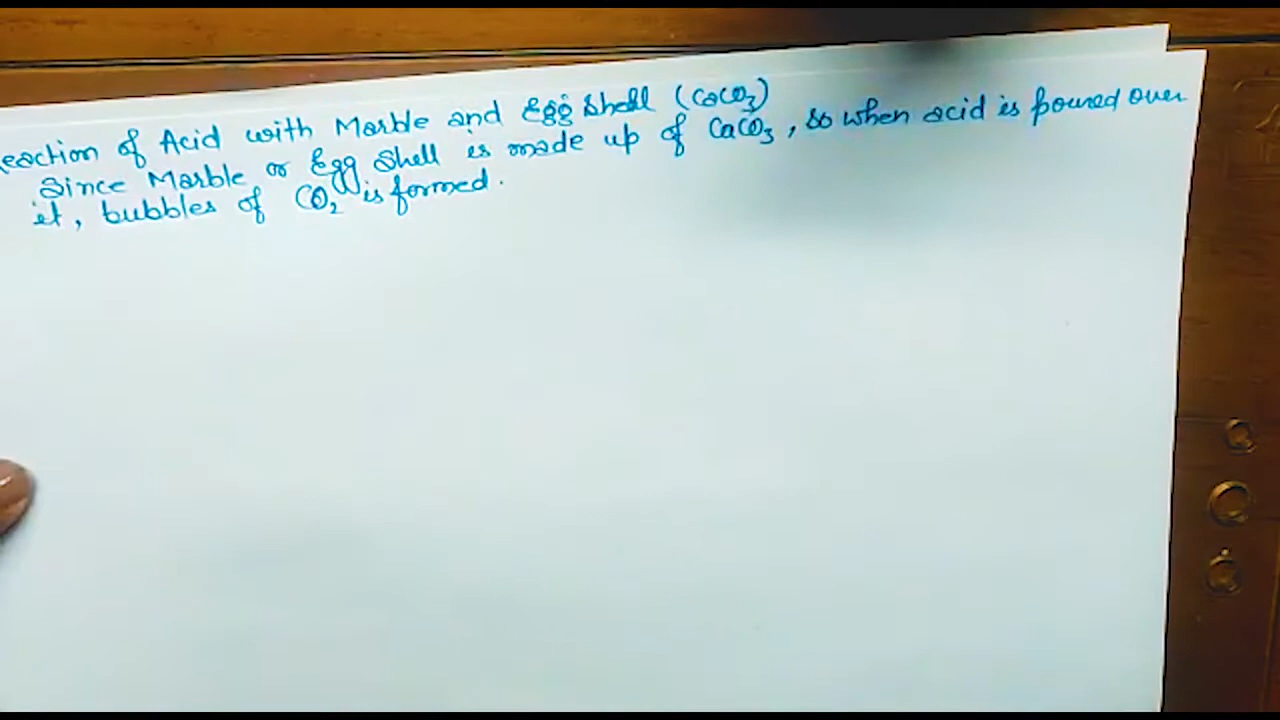 eaction of Acid with Marble and Egg Shell (CaCO₃)
Since Marble or Egg Shell is made up of CaCO₃, so when acid is poured over
it, bubbles of CO₂ is formed.